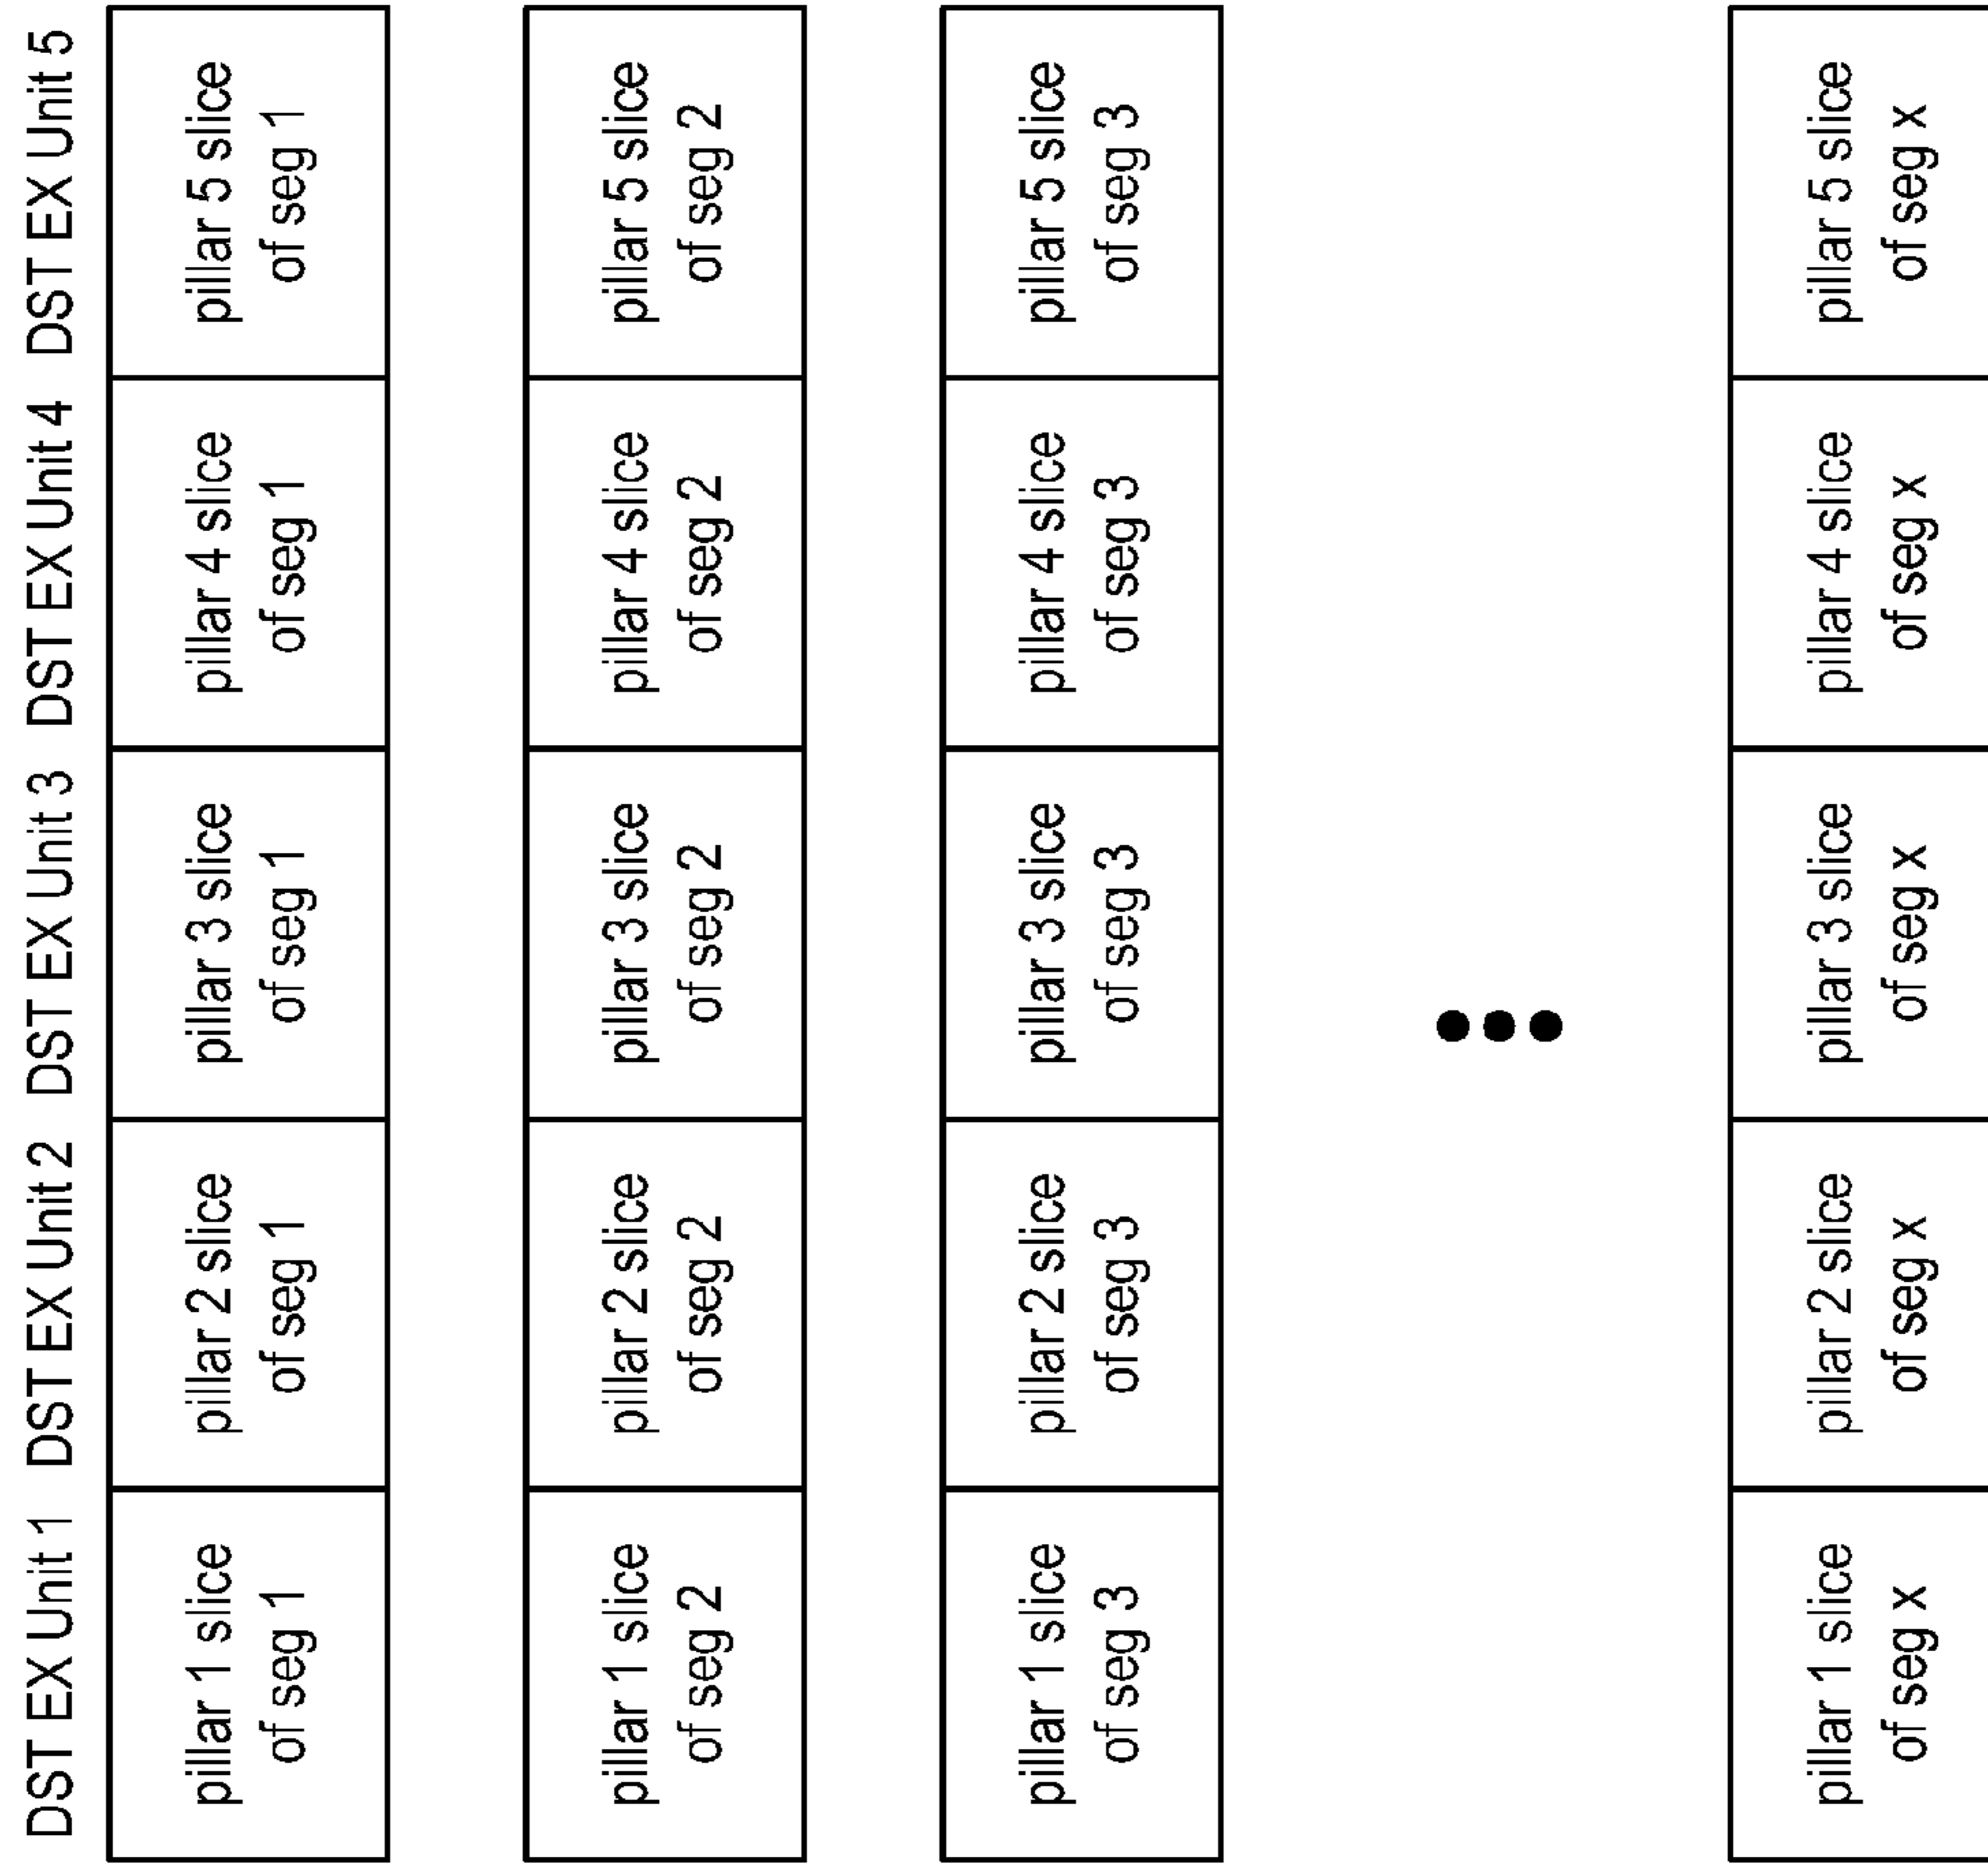 DST EX Unit 1 DST EX Unit 2 DST EX Unit 3 DST EX Unit 4 DST EX Unit 5
pillar 1 slice
of seg 1
pillar 2 slice
of seg 1
pillar 3 slice
of seg 1
pillar 4 slice
of seg 1
pillar 5 slice
of seg 1
pillar 1 slice
of seg 2
pillar 2 slice
of seg 2
pillar 3 slice
of seg 2
pillar 4 slice
of seg 2
pillar 5 slice
of seg 2
pillar 1 slice
of seg 3
pillar 2 slice
of seg 3
pillar 3 slice
of seg 3
pillar 4 slice
of seg 3
pillar 5 slice
of seg 3
pillar 1 slice
of seg x
pillar 2 slice
of seg x
pillar 3 slice
of seg x
pillar 4 slice
of seg x
pillar 5 slice
of seg x